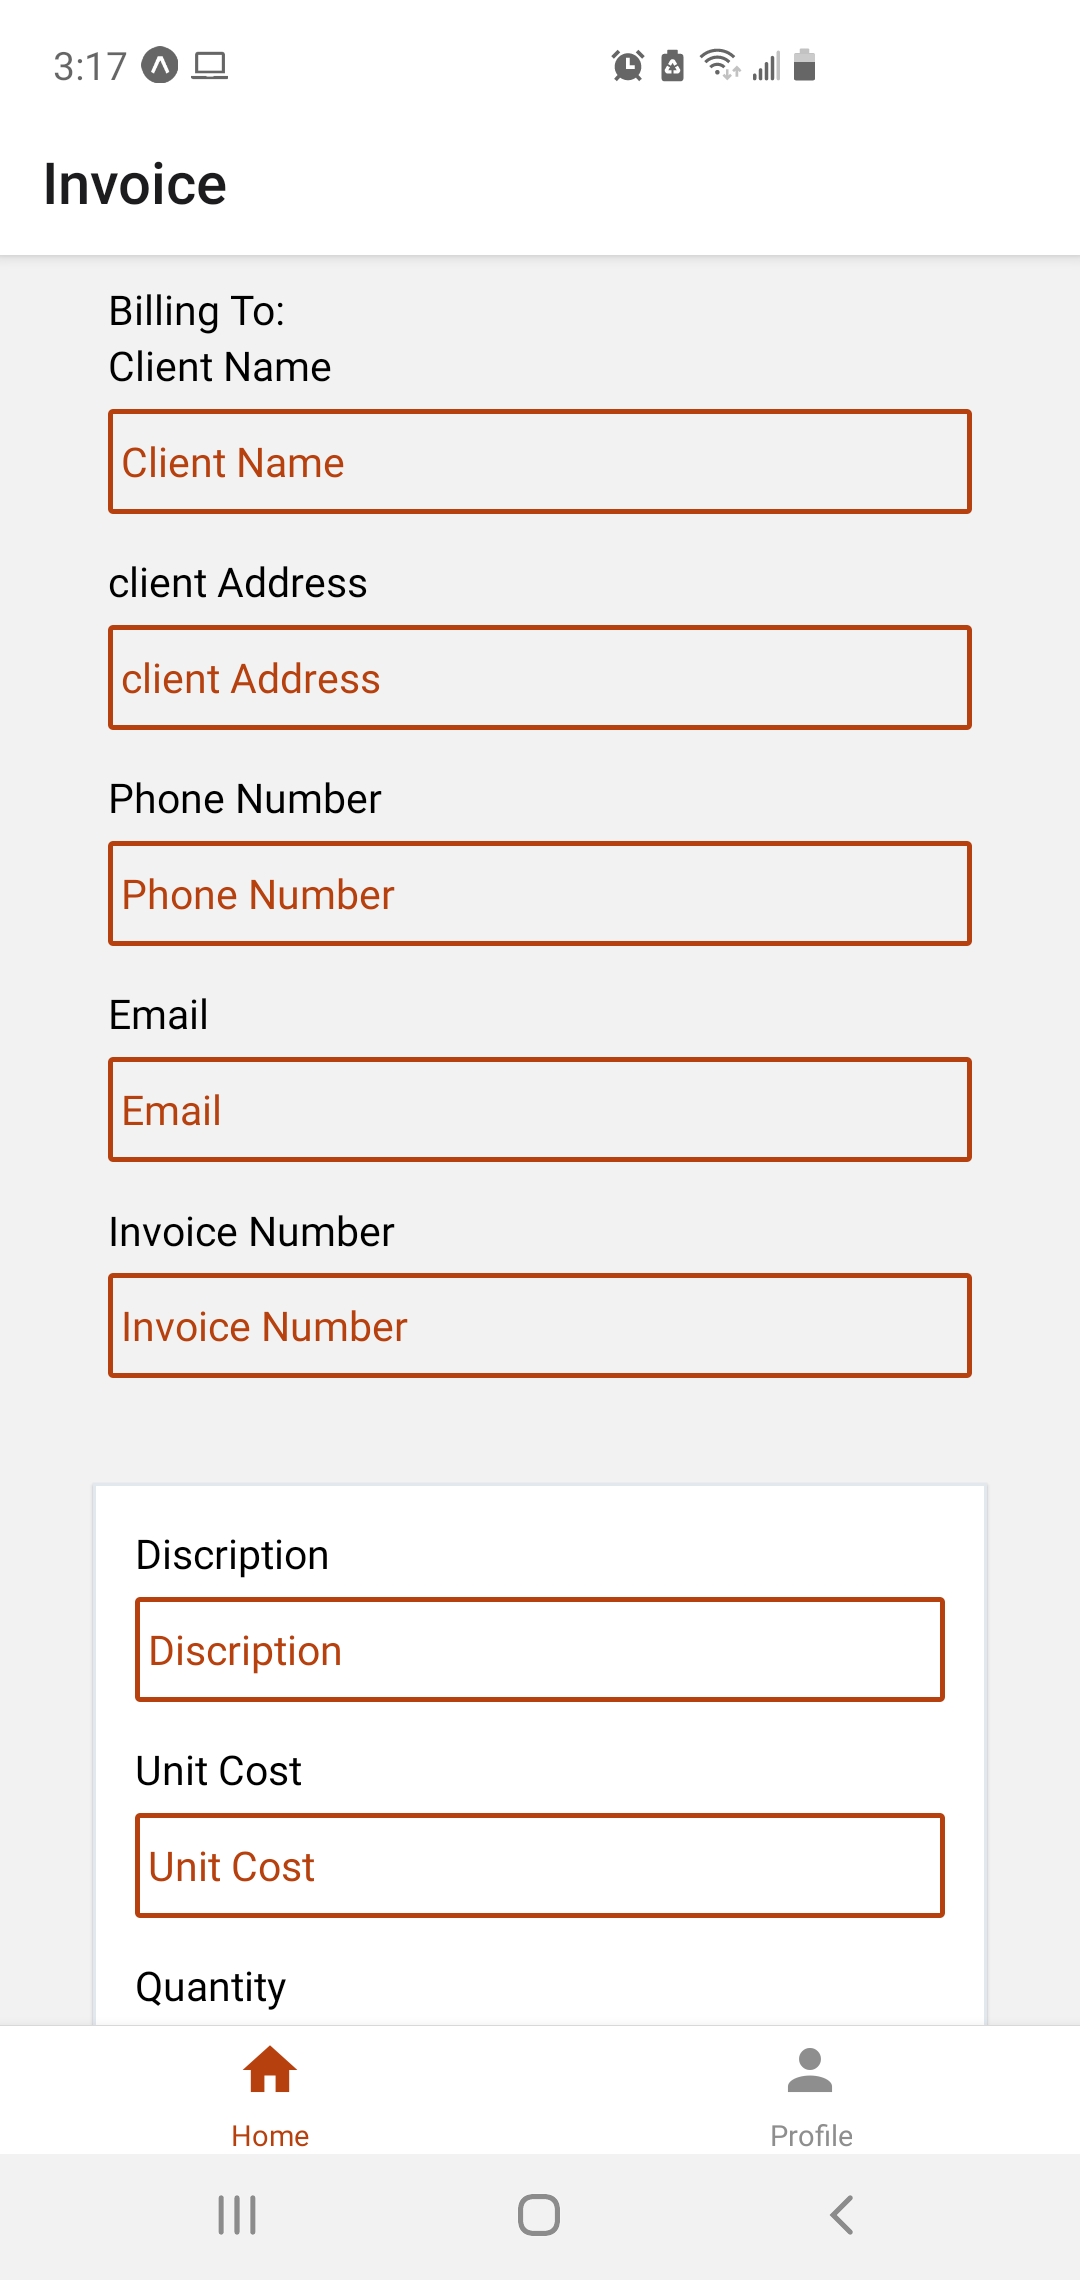 3:17
Invoice
Billing To:
Client Name
Client Name
client Address
client Address
Phone Number
Phone Number
Email
Email
Invoice Number
Invoice Number
Discription
Discription
Unit Cost
Unit Cost
Quantity
Home
Profile